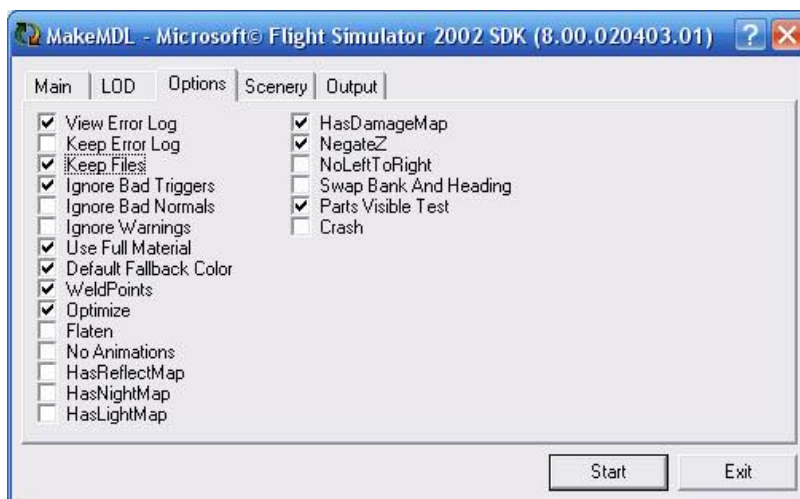 MakeMDL - Microsoft© Flight Simulator 2002 SDK (8.00.020403.01)
Main
LOD
Options
Scenery
Output
View Error Log
Keep Error Log
Keep Files
Ignore Bad Triggers
Ignore Bad Normals
Ignore Warnings
Use Full Material
Default Fallback Color
WeldPoints
Optimize
Flaten
No Animations
HasReflectMap
HasNightMap
HasLightMap
HasDamageMap
NegateZ
NoLeftToRight
Swap Bank And Heading
Parts Visible Test
Crash
Start
Exit